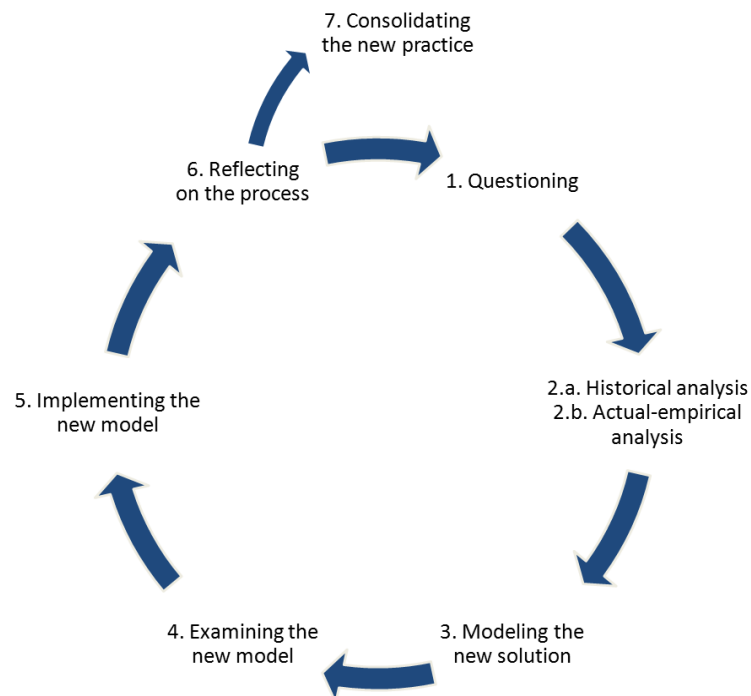 7. Consolidating
the new practice
6. Reflecting
on the process
1. Questioning
2.a. Historical analysis
2.b. Actual-empirical
analysis
5. Implementing the
new model
4. Examining the
new model
3. Modeling the
new solution